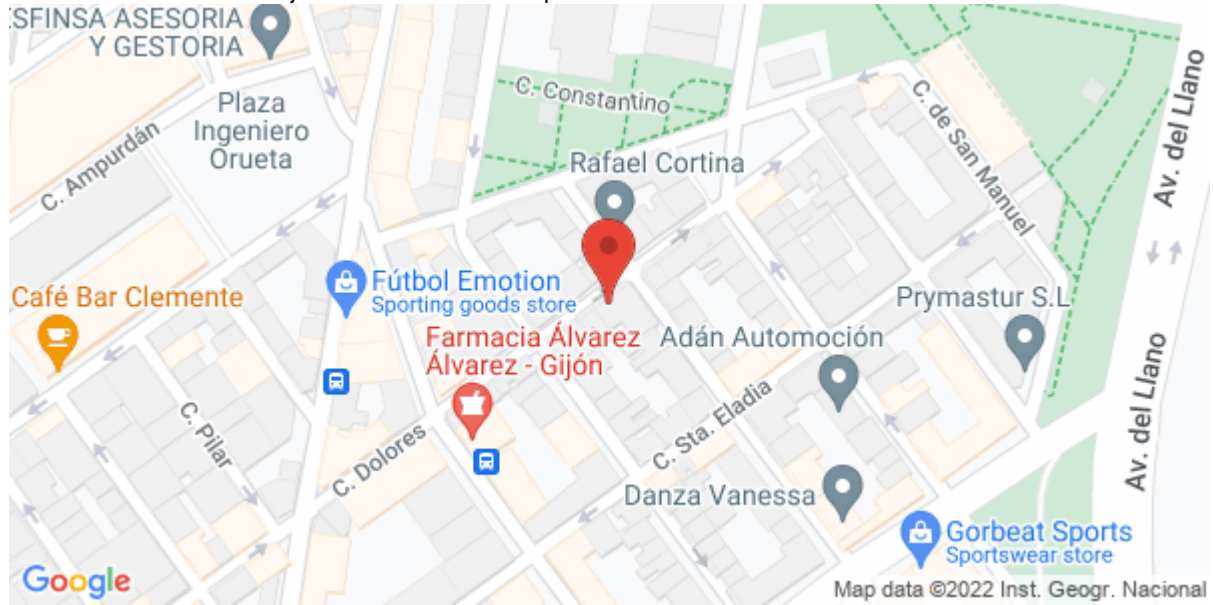 ESFINSA ASESORIA
Y GESTORIA
Plaza
Ingeniero
Orueta
C. Ampurdán
C. Constantino
Rafael Cortina
C. de San Manuel
Av. del Llano
Fútbol Emotion
Sporting goods store
Café Bar Clemente
Farmacia Álvarez
Álvarez - Gijón
Adán Automoción
Prymastur S.L
C. Pilar
C. Dolores
C. Sta. Eladia
Av. del Llano
Danza Vanessa
Gorbeat Sports
Sportswear store
Google
Map data ©2022 Inst. Geogr. Nacional